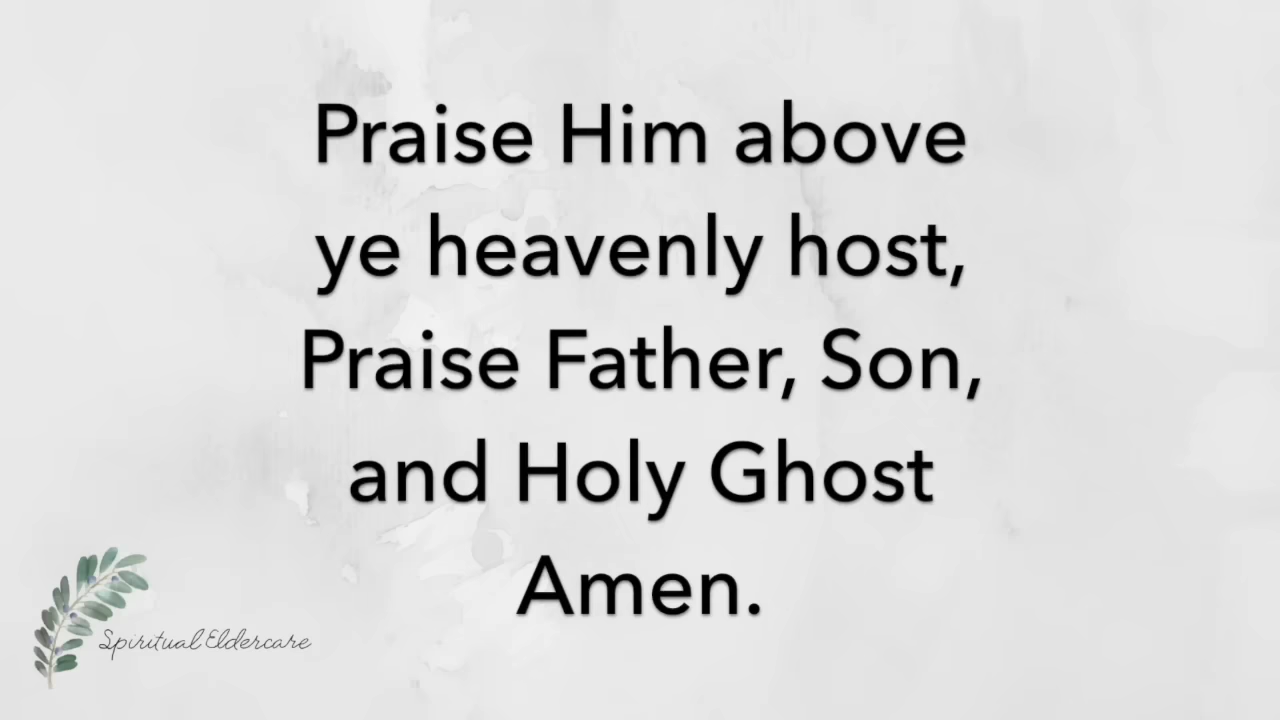 Praise Him above
ye heavenly host,
Praise Father, Son,
and Holy Ghost
Amen.
Spiritual Eldercare